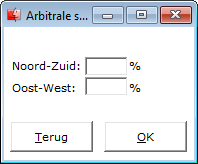 Arbitrale s...
Noord-Zuid: %
Oost-West: %
Terug OK